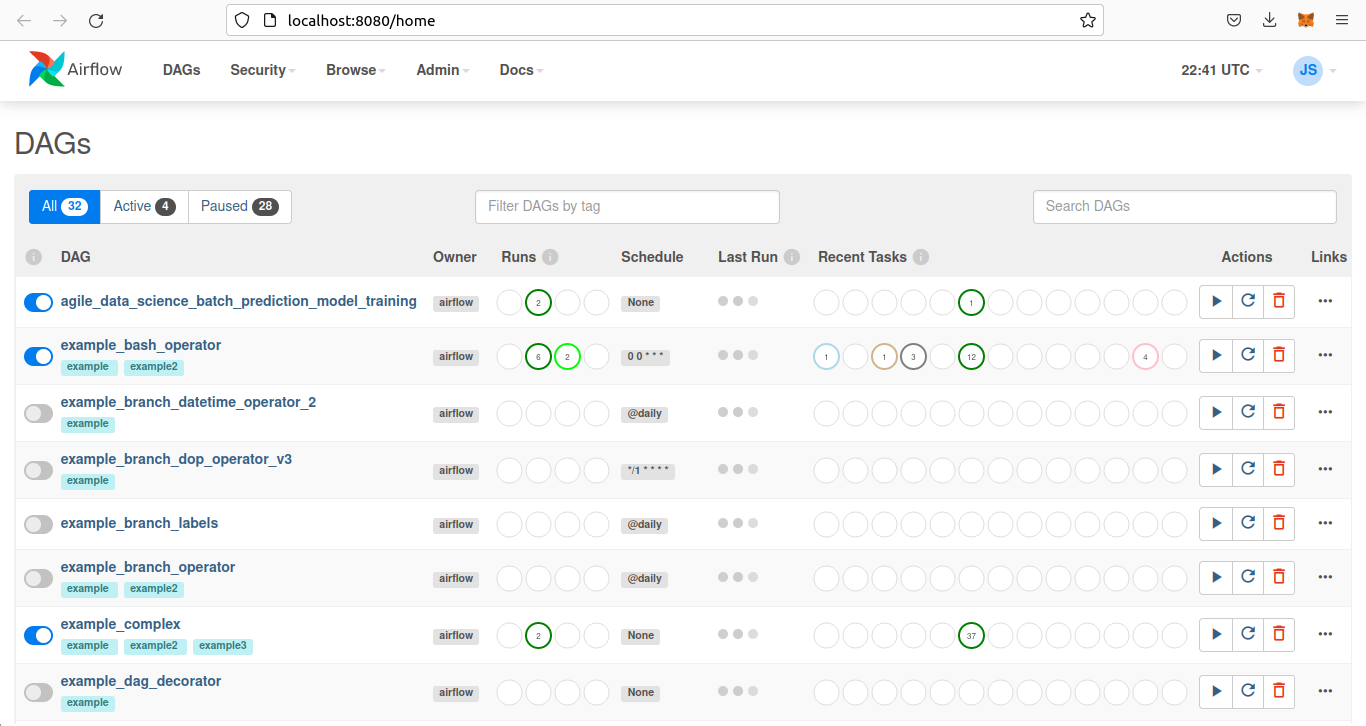 localhost:8080/home
Airflow DAGs Security Browse Admin Docs 22:41 UTC JS
DAGs
All 32 Active 4 Paused 28 Filter DAGs by tag Search DAGs
i DAG Owner Runs i Schedule Last Run i Recent Tasks i Actions Links
agile_data_science_batch_prediction_model_training airflow 2 None 1
example_bash_operator
example example2 airflow 6 2 0 0 * * * 1 1 3 12 4
example_branch_datetime_operator_2
example airflow @daily
example_branch_dop_operator_v3
example airflow */1 * * * *
example_branch_labels airflow @daily
example_branch_operator
example example2 airflow @daily
example_complex
example example2 example3 airflow 2 None 37
example_dag_decorator
example airflow None